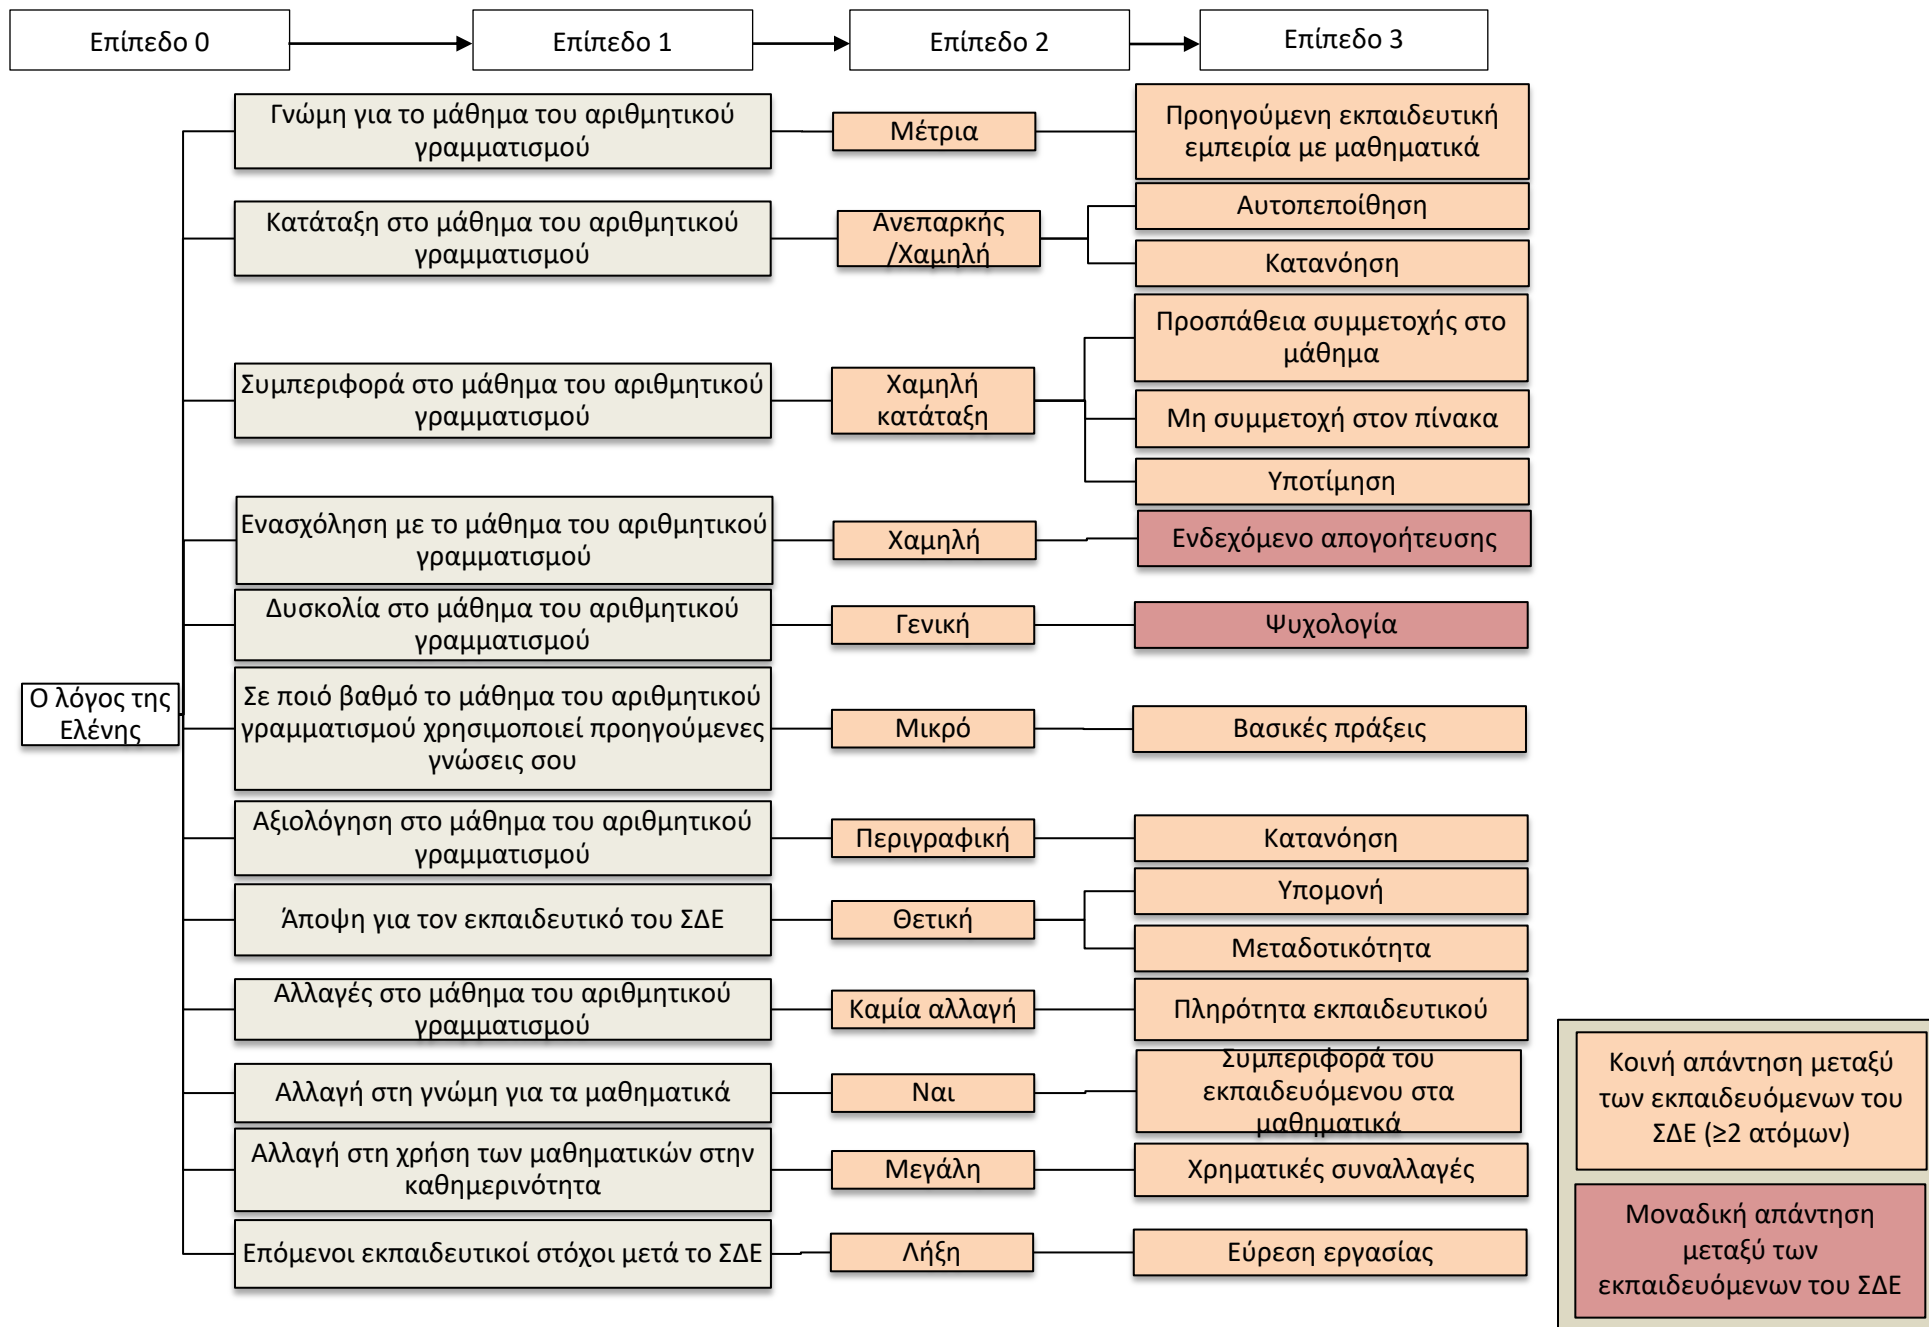 Επίπεδο 0
Επίπεδο 1
Επίπεδο 2
Επίπεδο 3
Ο λόγος της
Ελένης
Γνώμη για το μάθημα του αριθμητικού
γραμματισμού
Μέτρια
Προηγούμενη εκπαιδευτική
εμπειρία με μαθηματικά
Κατάταξη στο μάθημα του αριθμητικού
γραμματισμού
Ανεπαρκής
/Χαμηλή
Αυτοπεποίθηση
Κατανόηση
Συμπεριφορά στο μάθημα του αριθμητικού
γραμματισμού
Χαμηλή
κατάταξη
Προσπάθεια συμμετοχής στο
μάθημα
Μη συμμετοχή στον πίνακα
Υποτίμηση
Ενασχόληση με το μάθημα του αριθμητικού
γραμματισμού
Χαμηλή
Ενδεχόμενο απογοήτευσης
Δυσκολία στο μάθημα του αριθμητικού
γραμματισμού
Γενική
Ψυχολογία
Σε ποιό βαθμό το μάθημα του αριθμητικού
γραμματισμού χρησιμοποιεί προηγούμενες
γνώσεις σου
Μικρό
Βασικές πράξεις
Αξιολόγηση στο μάθημα του αριθμητικού
γραμματισμού
Περιγραφική
Κατανόηση
Άποψη για τον εκπαιδευτικό του ΣΔΕ
Θετική
Υπομονή
Μεταδοτικότητα
Αλλαγές στο μάθημα του αριθμητικού
γραμματισμού
Καμία αλλαγή
Πληρότητα εκπαιδευτικού
Αλλαγή στη γνώμη για τα μαθηματικά
Ναι
Συμπεριφορά του
εκπαιδευόμενου στα
μαθηματικά
Αλλαγή στη χρήση των μαθηματικών στην
καθημερινότητα
Μεγάλη
Χρηματικές συναλλαγές
Επόμενοι εκπαιδευτικοί στόχοι μετά το ΣΔΕ
Λήξη
Εύρεση εργασίας
Κοινή απάντηση μεταξύ
των εκπαιδευόμενων του
ΣΔΕ (≥2 ατόμων)
Μοναδική απάντηση
μεταξύ των
εκπαιδευόμενων του ΣΔΕ